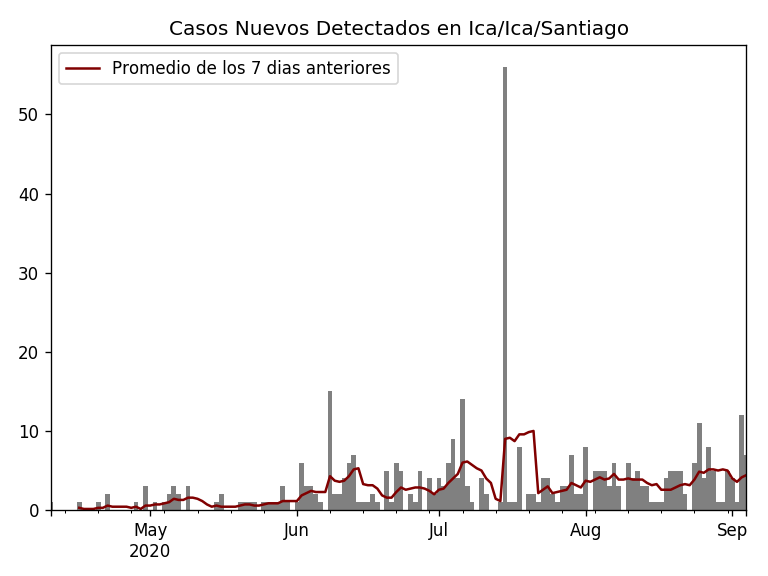 Casos Nuevos Detectados en Ica/Ica/Santiago
Promedio de los 7 dias anteriores
50
40
30
20
10
0
May
2020
Jun
Jul
Aug
Sep